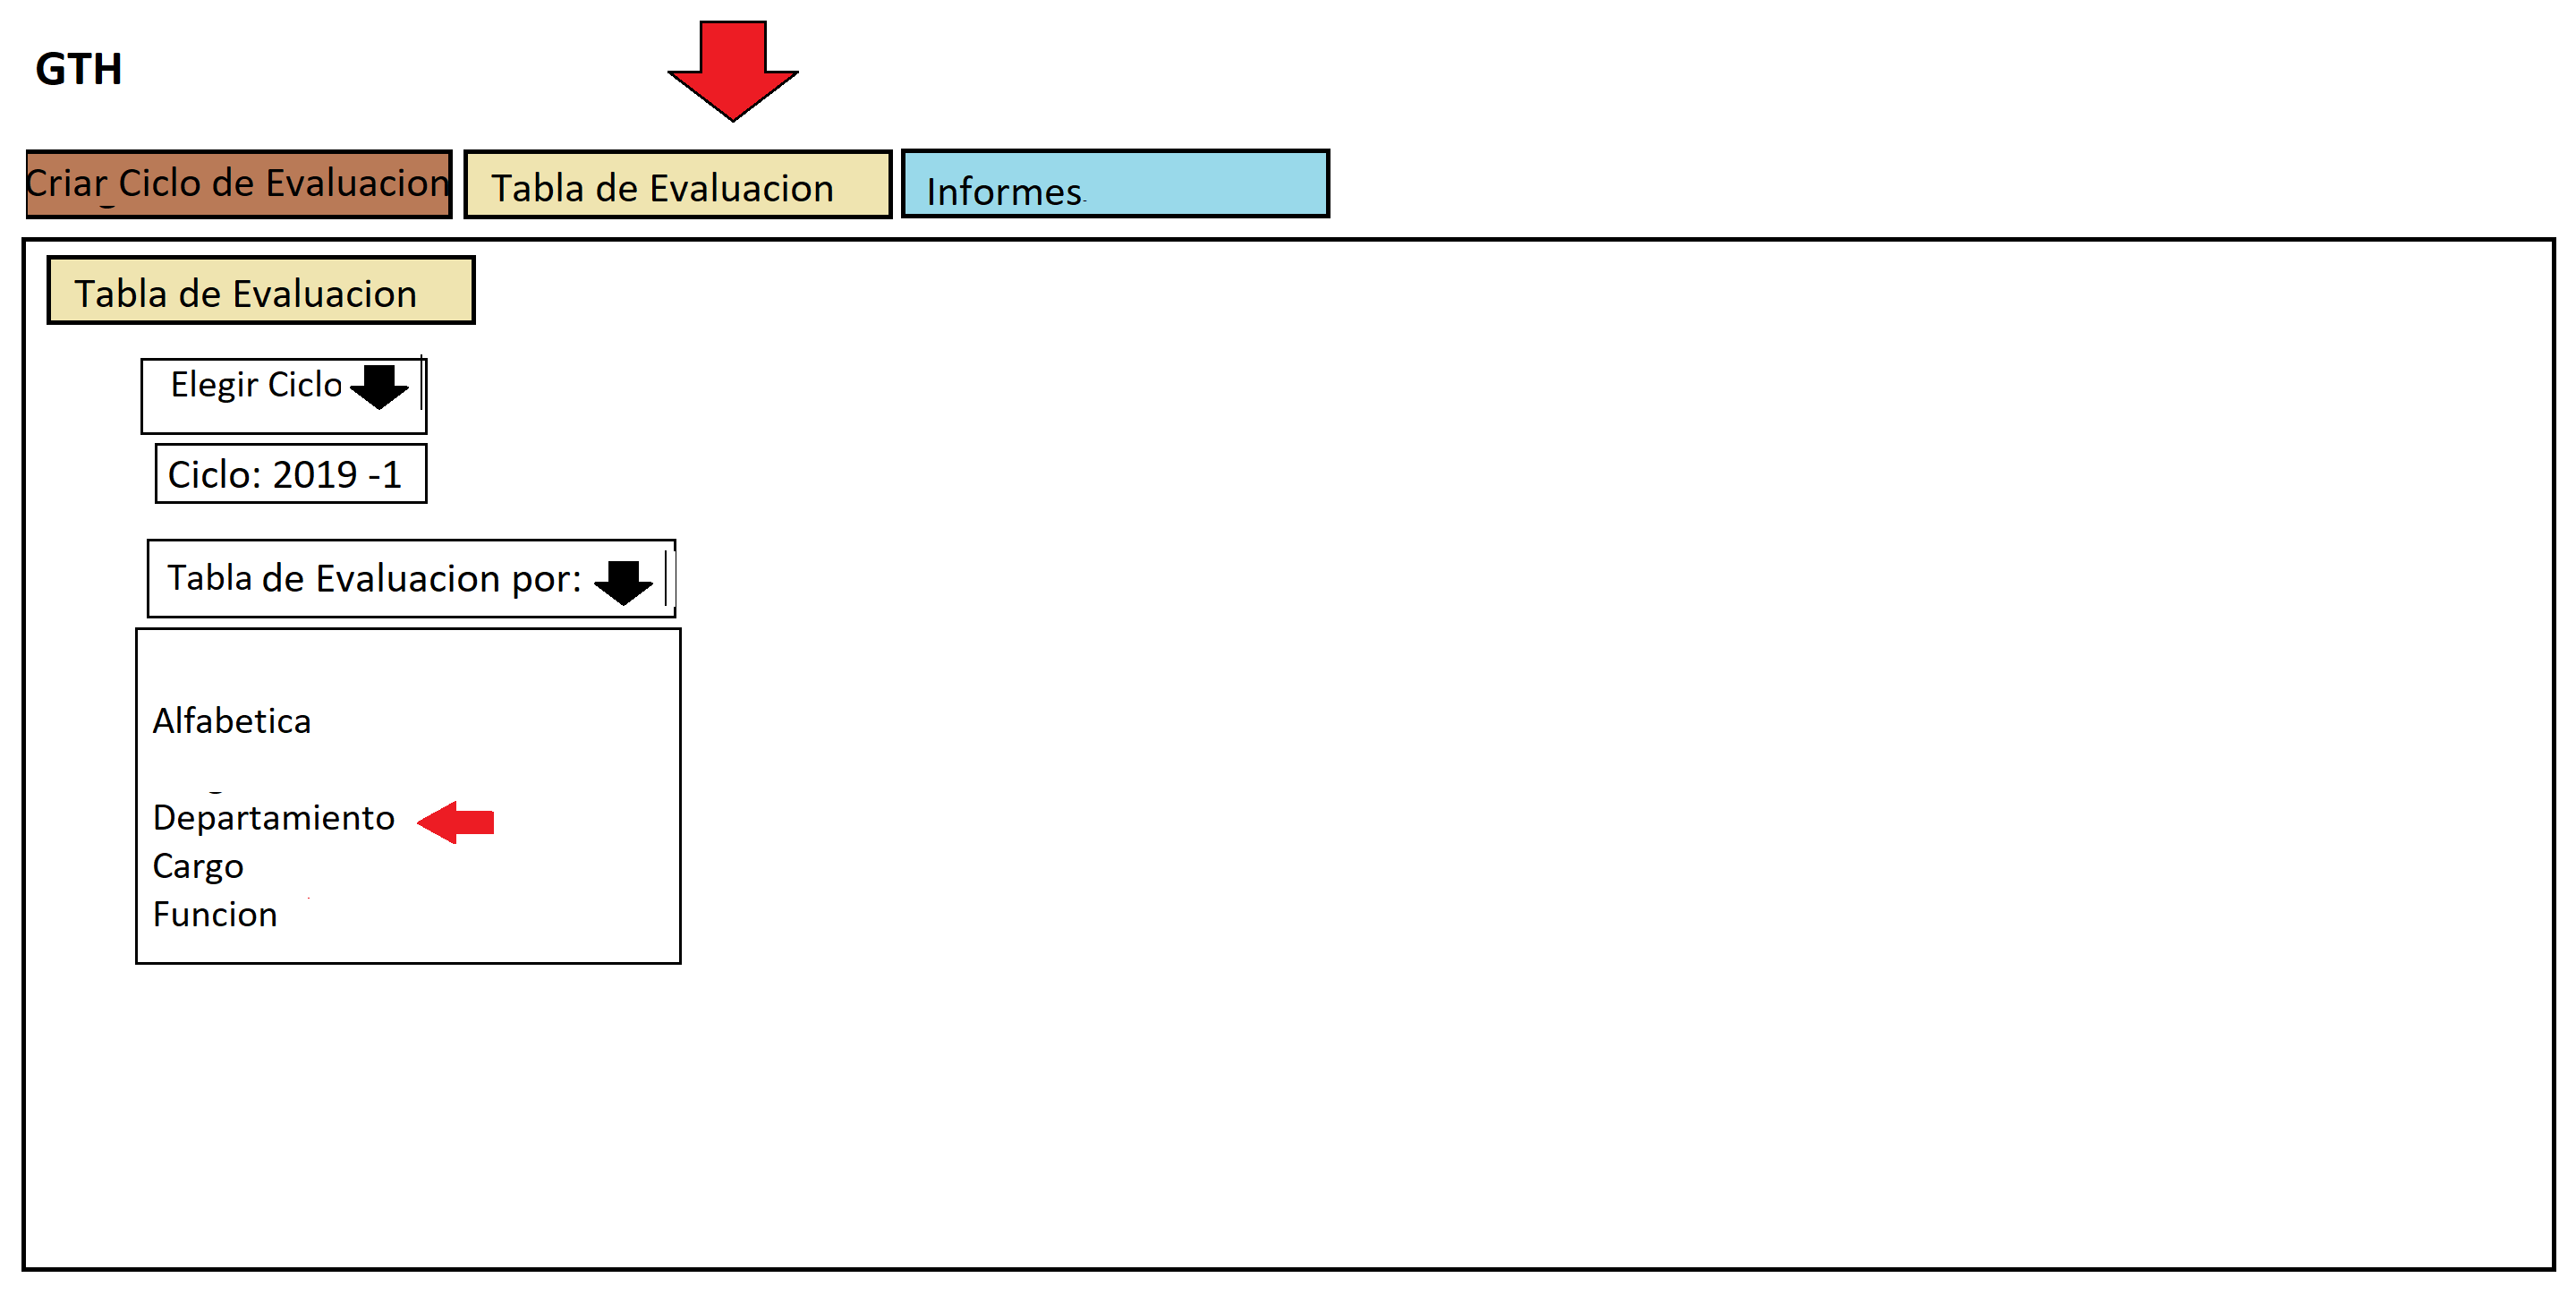 GTH
Criar Ciclo de Evaluacion
Tabla de Evaluacion
Informes
Tabla de Evaluacion
Elegir Ciclo
Ciclo: 2019 -1
Tabla de Evaluacion por:
Alfabetica
Departamiento
Cargo
Funcion